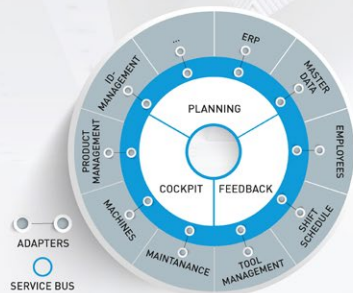 ...
ERP
MASTER
DATA
EMPLOYEES
SHIFT
SCHEDULE
TOOL
MANAGEMENT
MAINTANANCE
MACHINES
PRODUCT
MANAGEMENT
ID-
MANAGEMENT
PLANNING
COCKPIT
FEEDBACK
ADAPTERS
SERVICE BUS